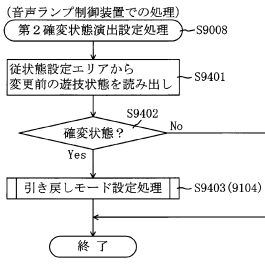 (音声ランプ制御装置での処理)
第２確変状態演出設定処理
S9008
従状態設定エリアから
変更前の遊技状態を読み出し
S9401
S9402
確変状態？
No
Yes
引き戻しモード設定処理
S9403(9104)
終了